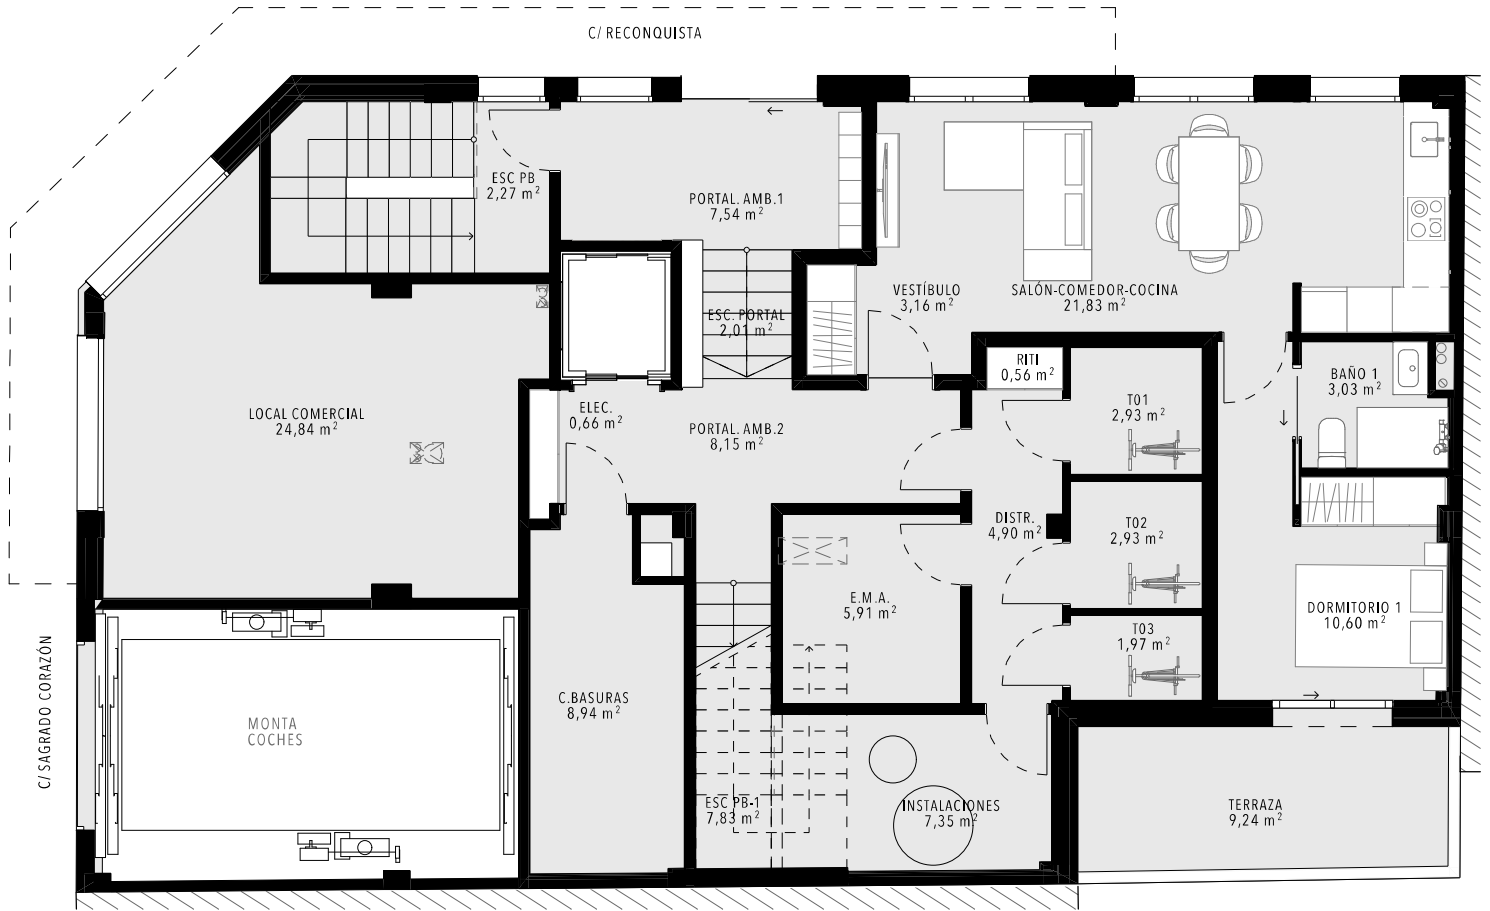 C/ RECONQUISTA
ESC PB
2,27 m²
PORTAL. AMB.1
7,54 m²
VESTÍBULO
3,16 m²
SALÓN-COMEDOR-COCINA
21,83 m²
ESC. PORTAL
2,01 m²
RITI
0,56 m²
BAÑO 1
3,03 m²
LOCAL COMERCIAL
24,84 m²
ELEC.
0,66 m²
PORTAL. AMB.2
8,15 m²
T01
2,93 m²
DISTR.
4,90 m²
T02
2,93 m²
E.M.A.
5,91 m²
DORMITORIO 1
10,60 m²
T03
1,97 m²
C/ SAGRADO CORAZÓN
MONTA
COCHES
C.BASURAS
8,94 m²
ESC PB-1
7,83 m²
INSTALACIONES
7,35 m²
TERRAZA
9,24 m²